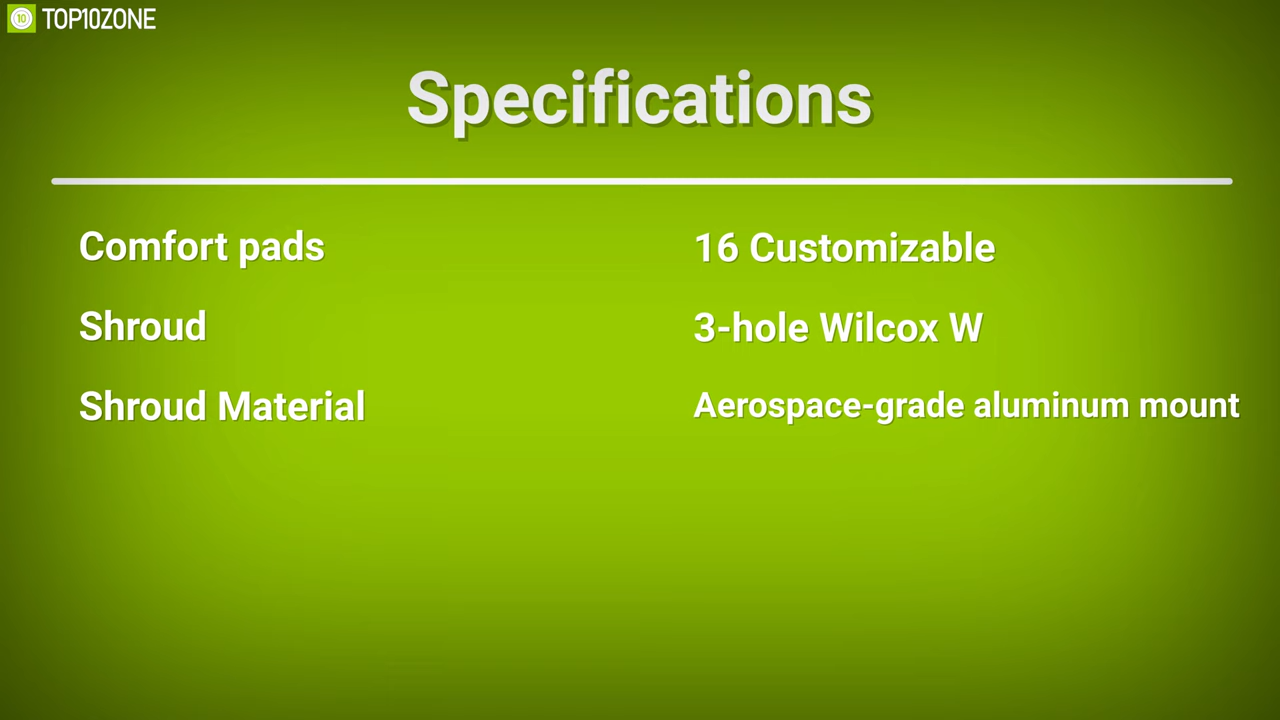 TOP10ZONE
Specifications
Comfort pads 16 Customizable
Shroud 3-hole Wilcox W
Shroud Material Aerospace-grade aluminum mount